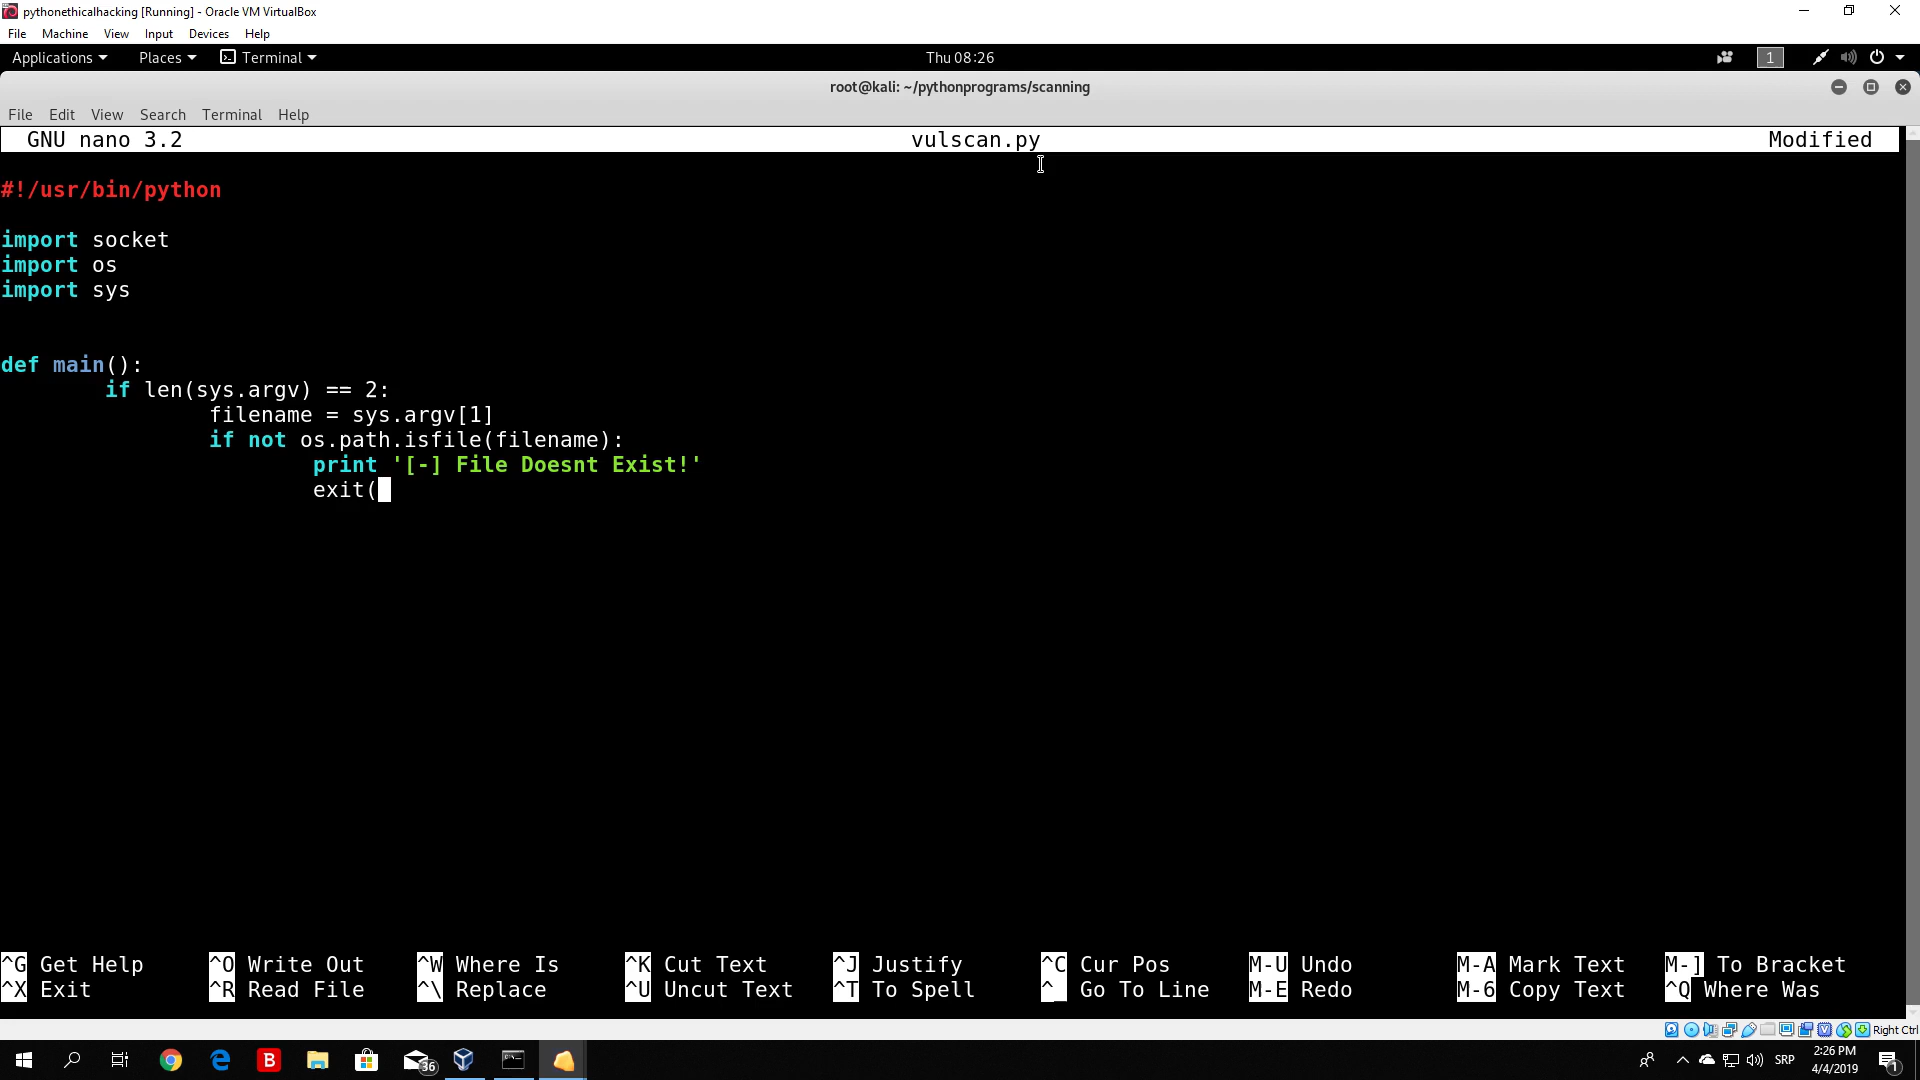 pythonethicalhacking [Running] - Oracle VM VirtualBox
File Machine View Input Devices Help
Applications Places Terminal Thu 08:26 1
root@kali: ~/pythonprograms/scanning
File Edit View Search Terminal Help
GNU nano 3.2 vulscan.py Modified
#!/usr/bin/python
import socket
import os
import sys
def main():
if len(sys.argv) == 2:
filename = sys.argv[1]
if not os.path.isfile(filename):
print '[-] File Doesnt Exist!'
exit(
^G Get Help ^O Write Out ^W Where Is ^K Cut Text ^J Justify ^C Cur Pos M-U Undo M-A Mark Text M-] To Bracket
^X Exit ^R Read File ^\ Replace ^U Uncut Text ^T To Spell ^_ Go To Line M-E Redo M-6 Copy Text ^Q Where Was
Right Ctrl
B 36 SRP 2:26 PM 1
4/4/2019